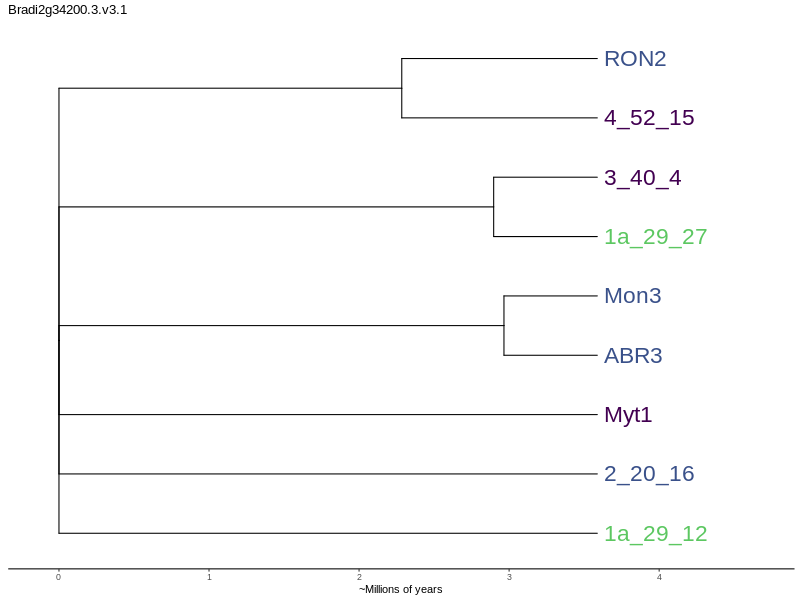 Bradi2g34200.3.v3.1
RON2
4_52_15
3_40_4
1a_29_27
Mon3
ABR3
Myt1
2_20_16
1a_29_12
0 1 2 3 4
~Millions of years